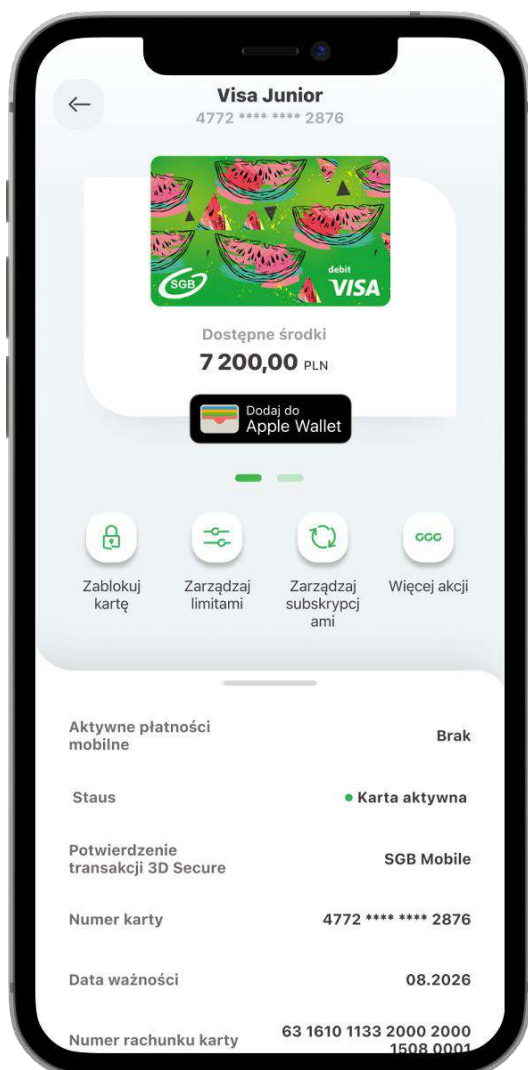 Visa Junior
4772 **** **** 2876
SGB
debit
VISA
Dostępne środki
7 200,00 PLN
Dodaj do
Apple Wallet
Zablokuj
kartę
Zarządzaj
limitami
Zarządzaj
subskrypcj
ami
Więcej akcji
Aktywne płatności
mobilne
Brak
Staus
Karta aktywna
Potwierdzenie
transakcji 3D Secure
SGB Mobile
Numer karty
4772 **** **** 2876
Data ważności
08.2026
Numer rachunku karty
63 1610 1133 2000 2000
1508 0001